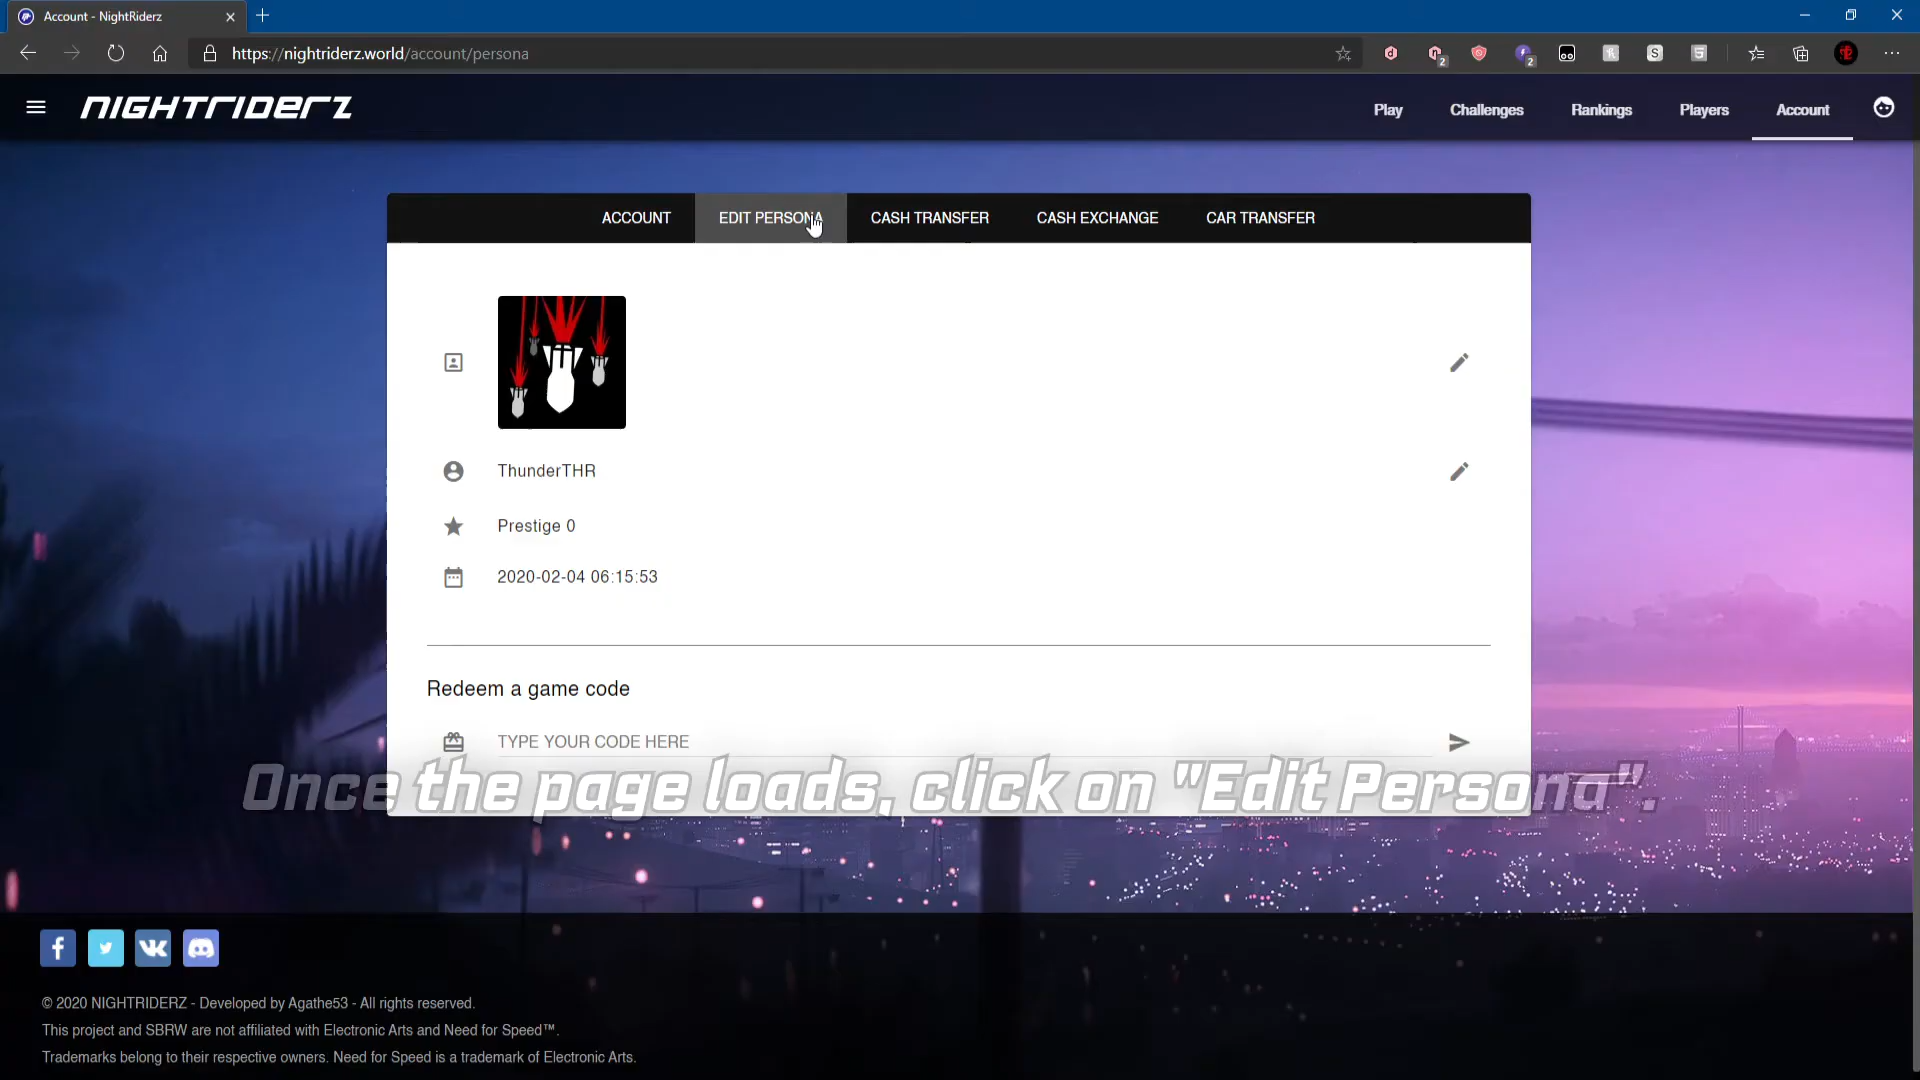 Account - NightRiderz
https://nightriderz.world/account/persona
2
2
NIGHTRIDERZ
Play
Challenges
Rankings
Players
Account
ACCOUNT
EDIT PERSONA
CASH TRANSFER
CASH EXCHANGE
CAR TRANSFER
ThunderTHR
Prestige 0
2020-02-04 06:15:53
Redeem a game code
TYPE YOUR CODE HERE
Once the page loads, click on "Edit Persona".
© 2020 NIGHTRIDERZ - Developed by Agathe53 - All rights reserved.
This project and SBRW are not affiliated with Electronic Arts and Need for Speed™.
Trademarks belong to their respective owners. Need for Speed is a trademark of Electronic Arts.